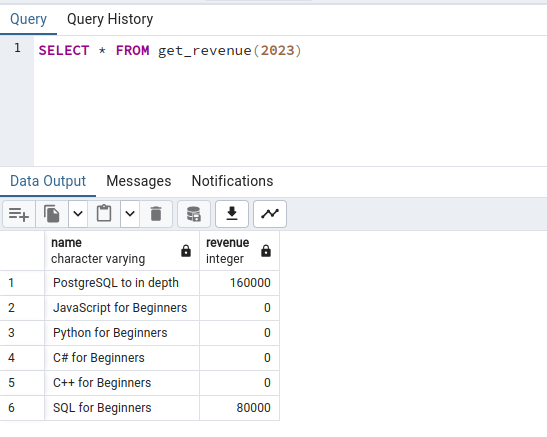 Query Query History
1 SELECT * FROM get_revenue(2023)
Data Output Messages Notifications
name revenue
character varying integer
1 PostgreSQL to in depth 160000
2 JavaScript for Beginners 0
3 Python for Beginners 0
4 C# for Beginners 0
5 C++ for Beginners 0
6 SQL for Beginners 80000